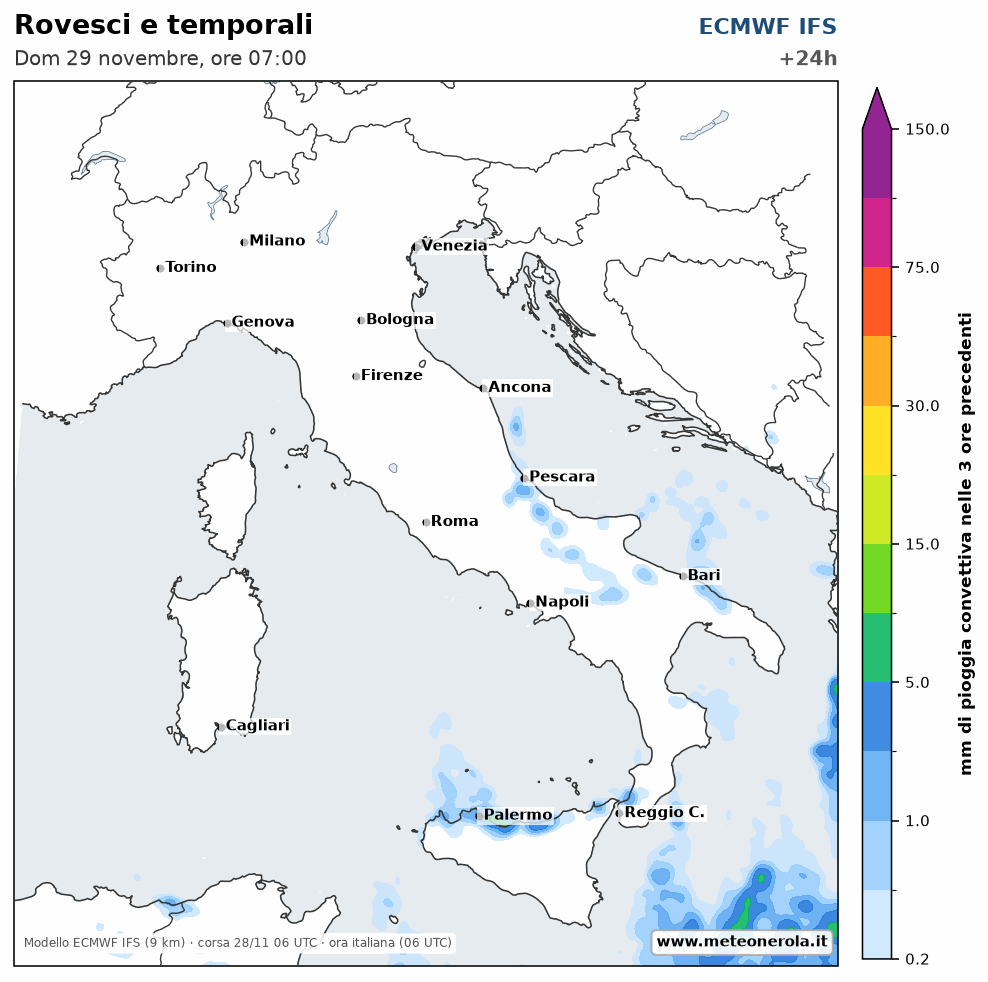 Rovesci e temporali
ECMWF IFS
Dom 29 novembre, ore 07:00
+24h
150.0
75.0
30.0
15.0
5.0
1.0
0.2
mm di pioggia convettiva nelle 3 ore precedenti
Milano
Venezia
Torino
Genova
Bologna
Firenze
Ancona
Pescara
Roma
Bari
Napoli
Cagliari
Palermo
Reggio C.
Modello ECMWF IFS (9 km) · corsa 28/11 06 UTC · ora italiana (06 UTC)
www.meteonerola.it